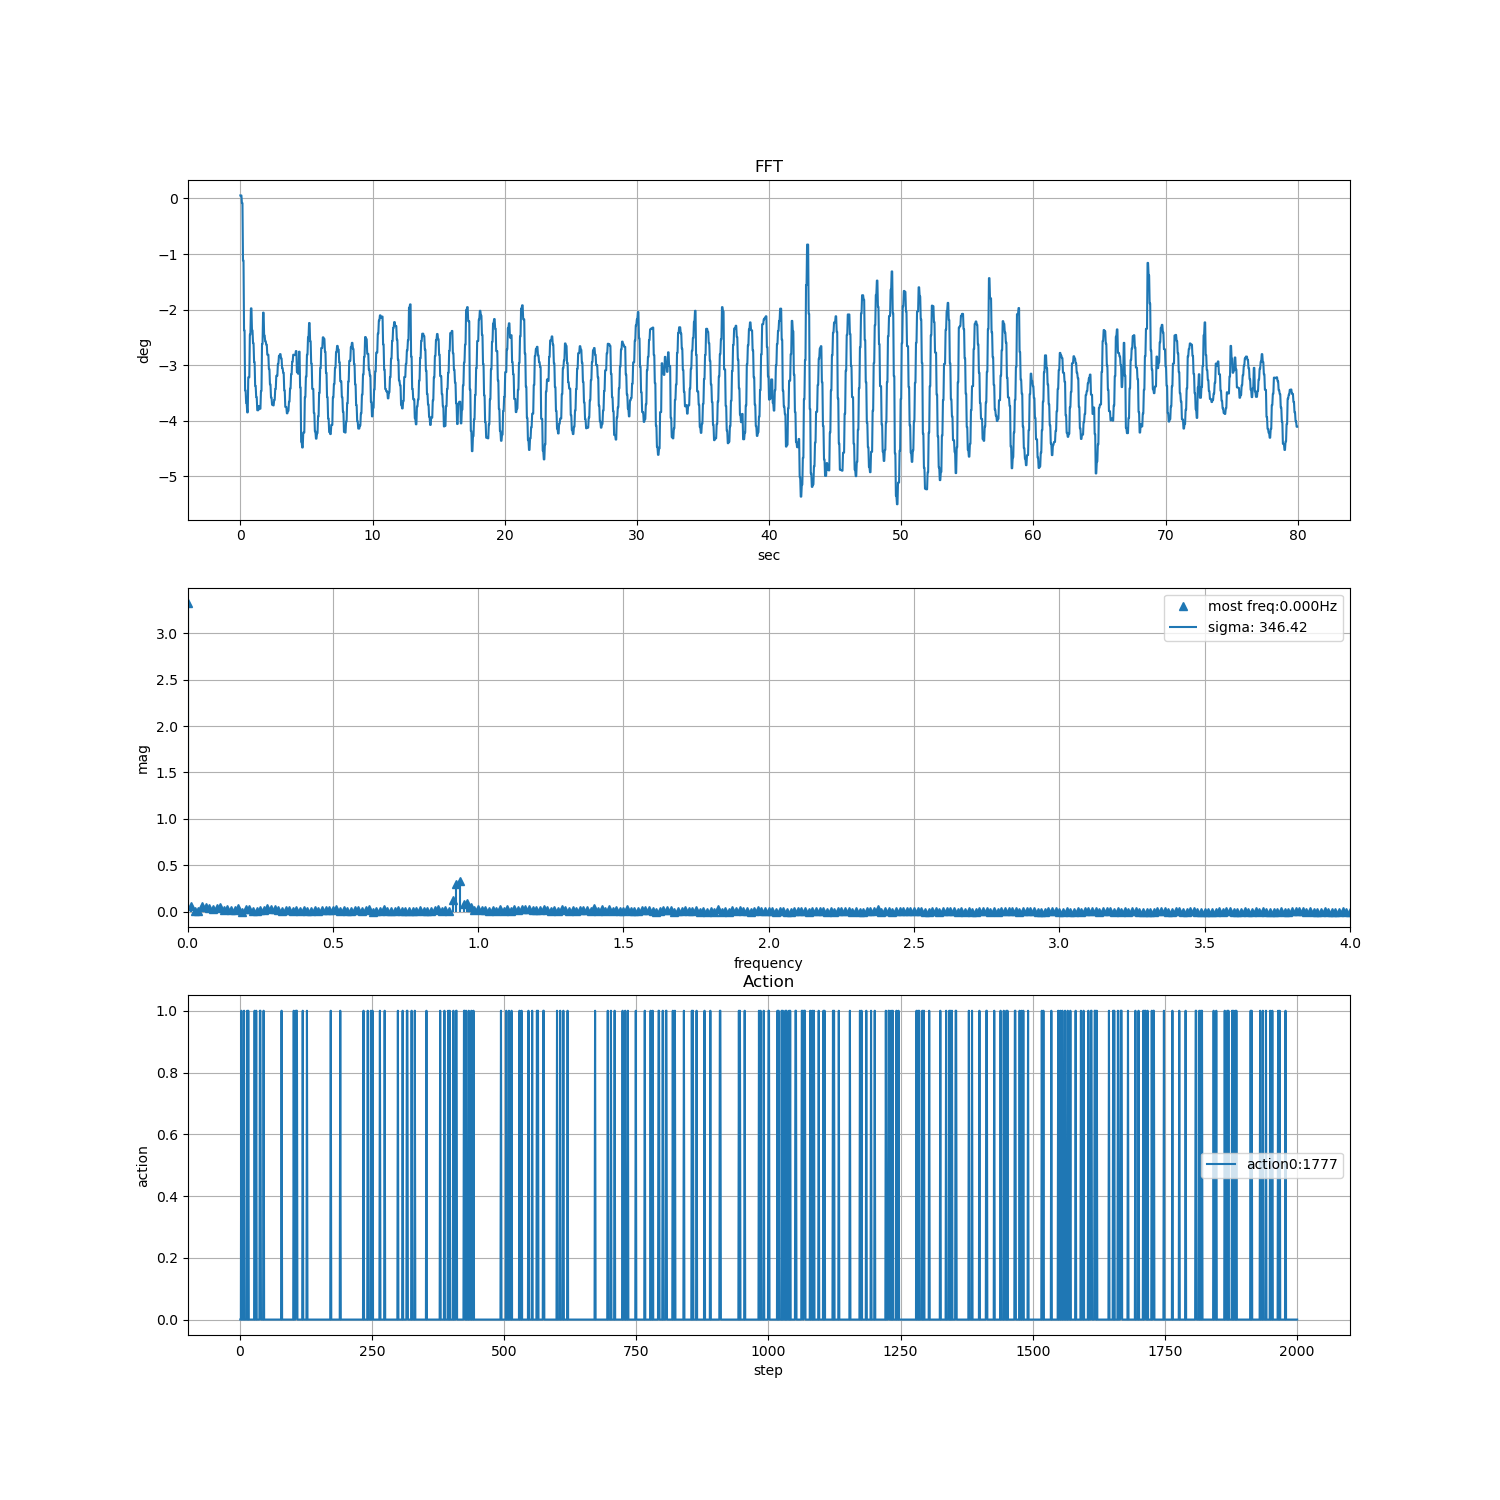 FFT
0
−1
−2
−3
−4
−5
deg
0 10 20 30 40 50 60 70 80
sec
most freq:0.000Hz
sigma: 346.42
3.0
2.5
2.0
1.5
1.0
0.5
0.0
mag
0.0 0.5 1.0 1.5 2.0 2.5 3.0 3.5 4.0
frequency
Action
1.0
0.8
0.6
0.4
0.2
0.0
action
action0:1777
0 250 500 750 1000 1250 1500 1750 2000
step